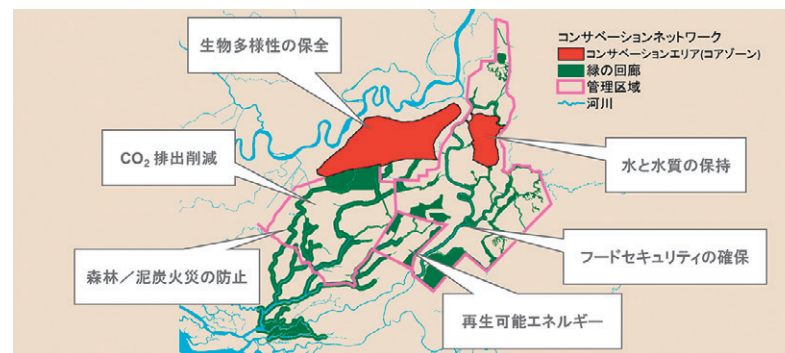 生物多様性の保全
コンサベーションネットワーク
コンサベーションエリア(コアゾーン)
緑の回廊
管理区域
河川
CO₂ 排出削減
水と水質の保持
森林／泥炭火災の防止
フードセキュリティの確保
再生可能エネルギー